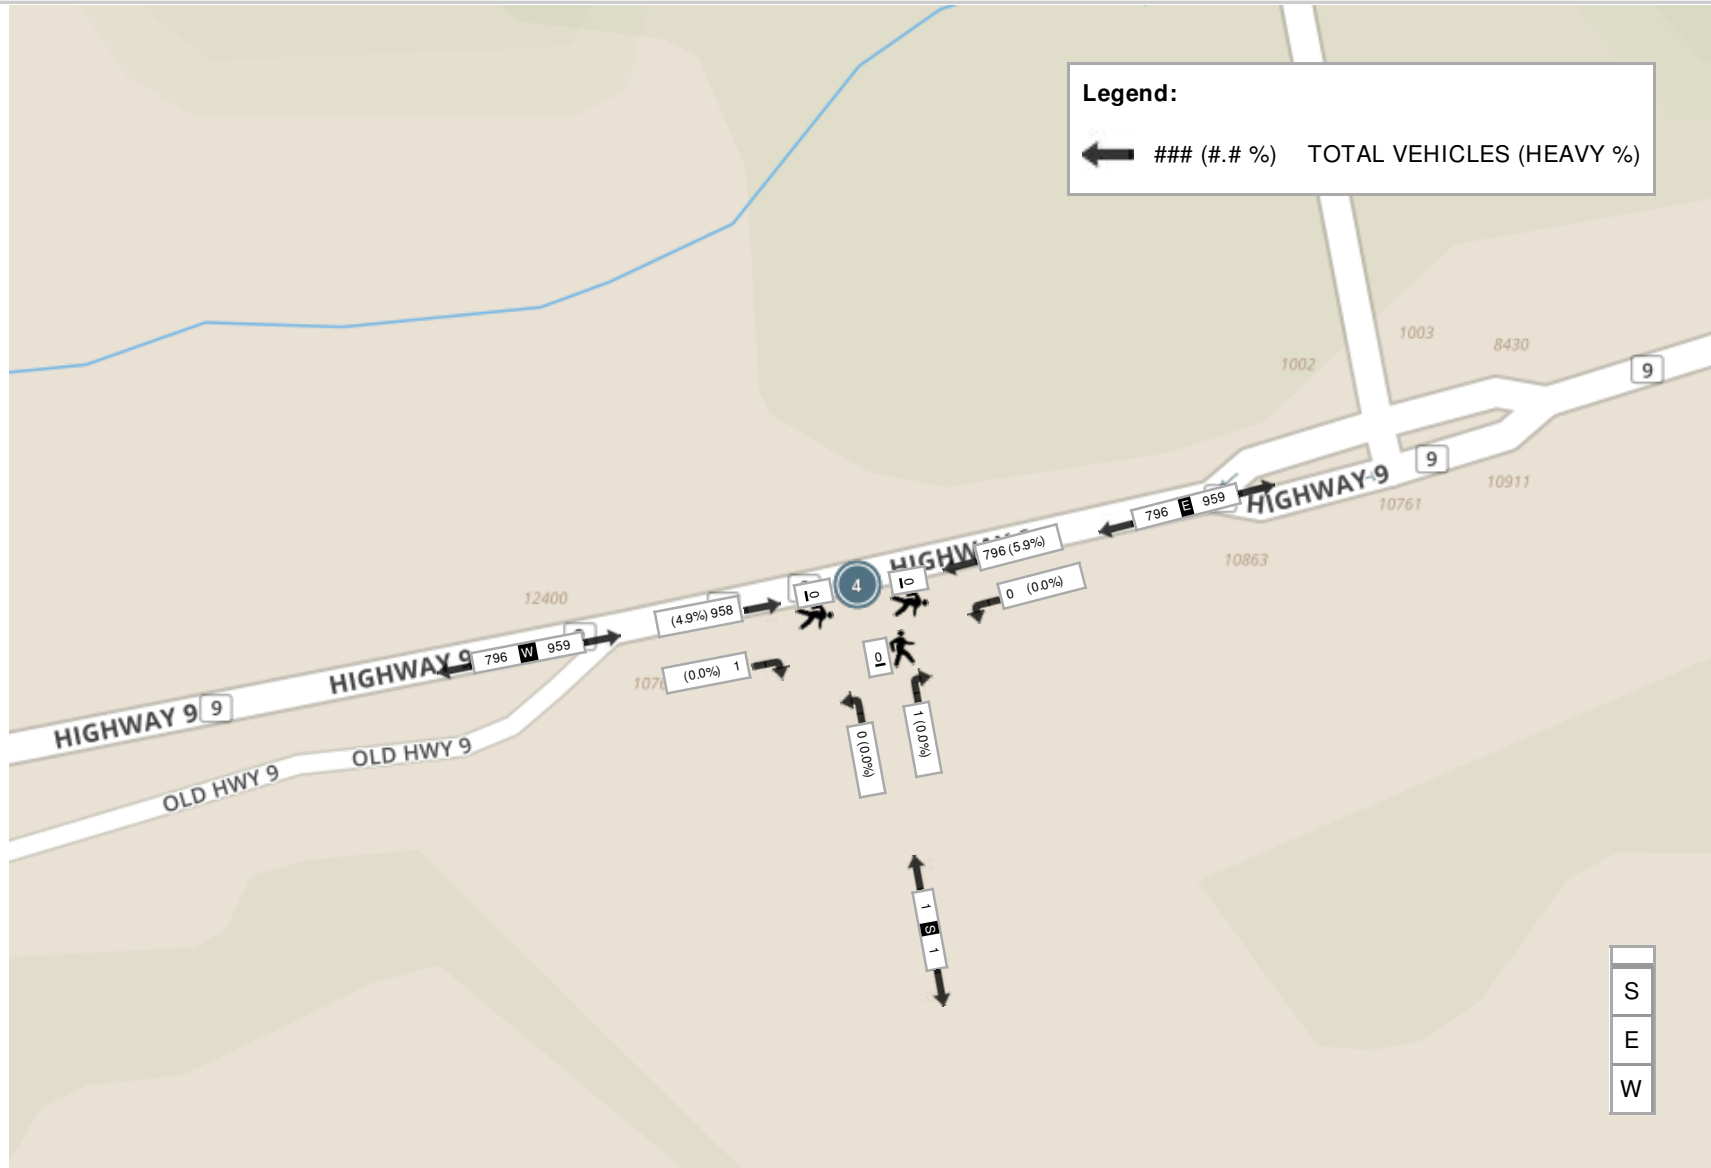 Legend:
### (#.# %) TOTAL VEHICLES (HEAVY %)
1003
8430
1002
9
9
HIGHWAY 9
10911
10761
796 E 959
10863
796 (5.9%)
4
0
0
0 (0.0%)
12400
(4.9%) 958
796 W 959
HIGHWAY 9
0
(0.0%) 1
9
HIGHWAY 9
1 (0.0%)
0 (0.0%)
OLD HWY 9
OLD HWY 9
1 S 1
S
E
W